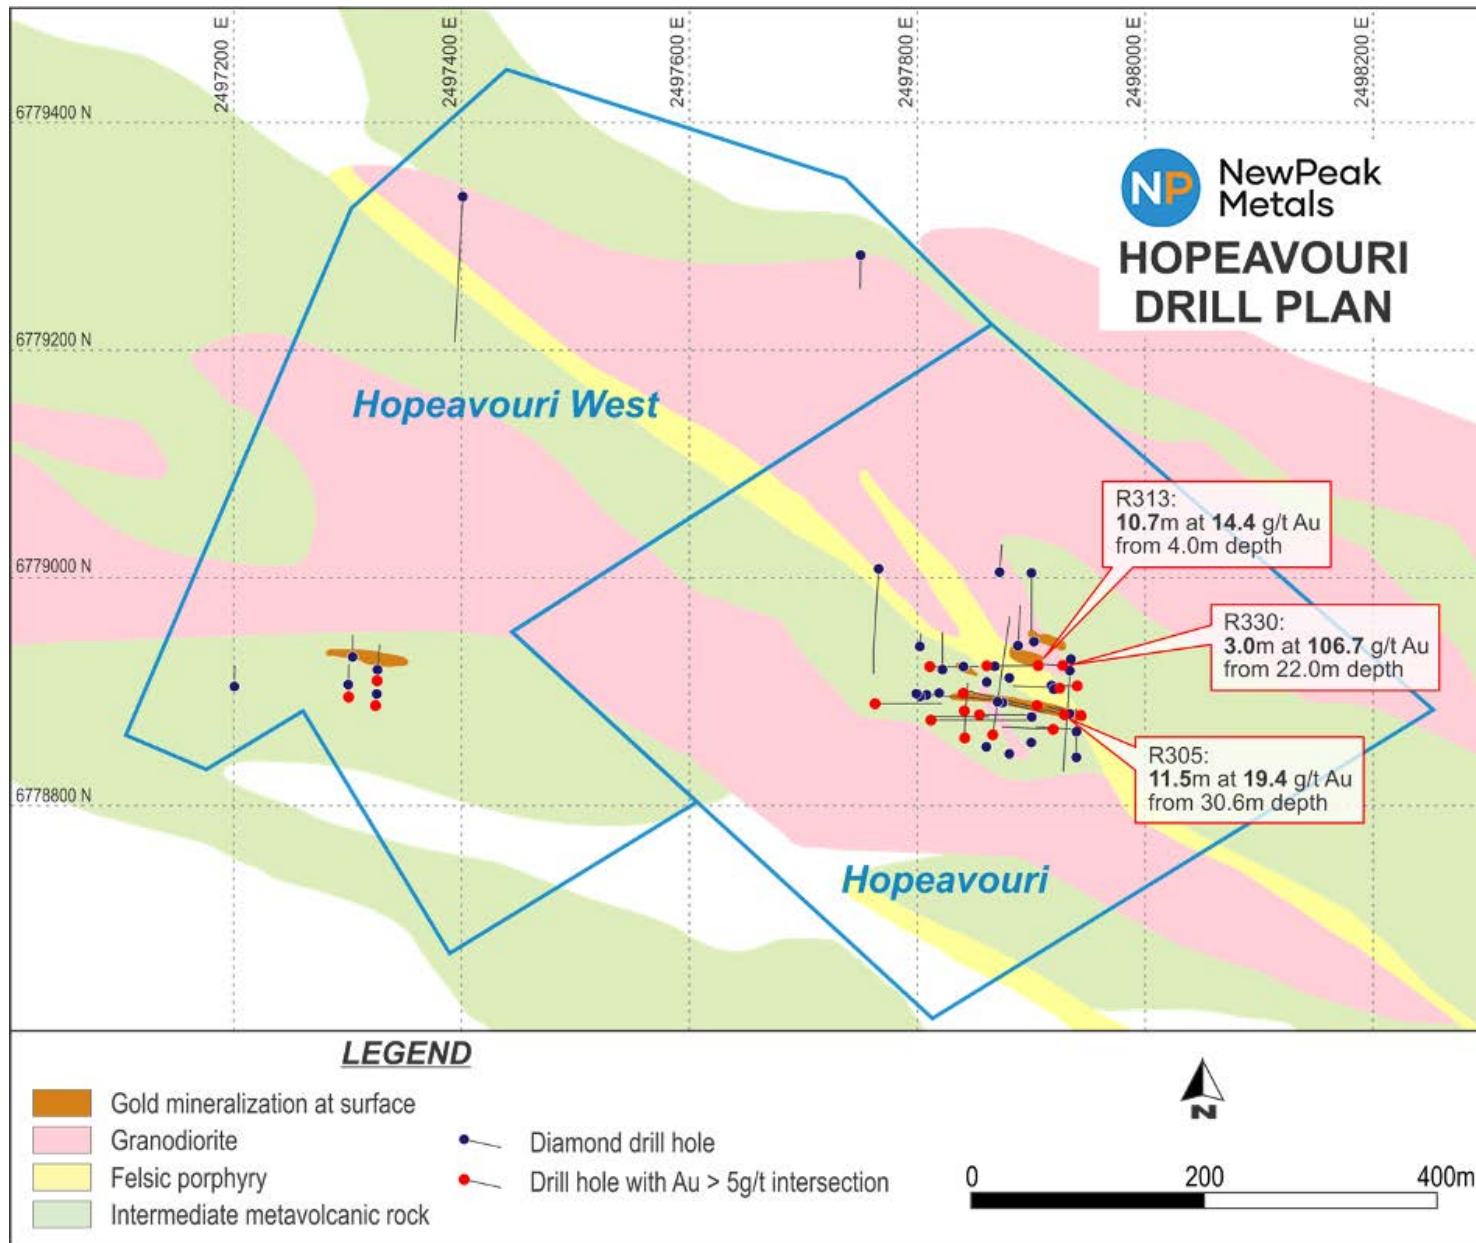 2497200 E
2497400 E
2497600 E
2497800 E
2498000 E
2498200 E
6779400 N
NP
NewPeak
Metals
HOPEAVOURI
DRILL PLAN
6779200 N
Hopeavouri West
R313:
10.7m at 14.4 g/t Au
from 4.0m depth
6779000 N
R330:
3.0m at 106.7 g/t Au
from 22.0m depth
R305:
11.5m at 19.4 g/t Au
from 30.6m depth
6778800 N
Hopeavouri
LEGEND
Gold mineralization at surface
Granodiorite
Felsic porphyry
Intermediate metavolcanic rock
Diamond drill hole
Drill hole with Au > 5g/t intersection
N
0 200 400m